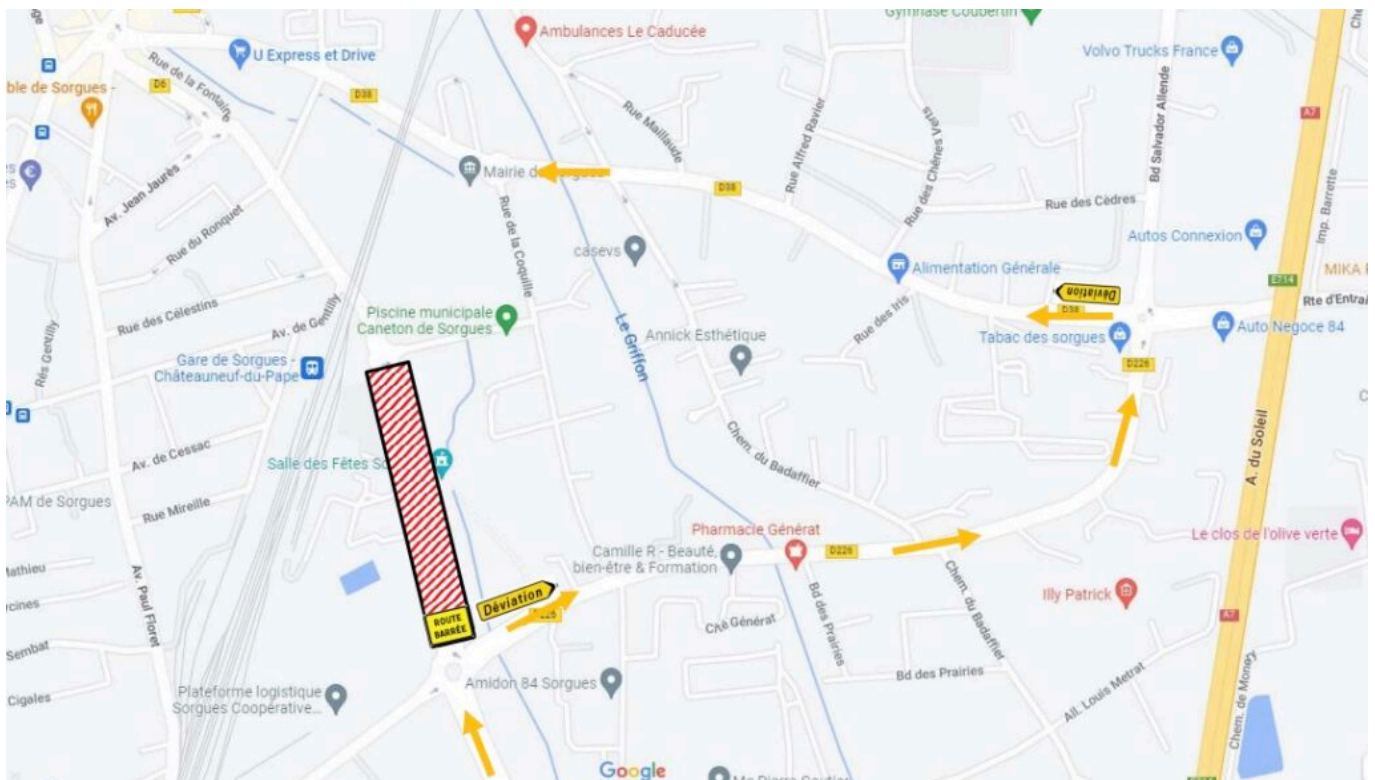 Gymnase Coubertin
Ambulances Le Caducée
U Express et Drive
Volvo Trucks France
Rue de la Fontaine
D6
D38
ble de Sorgues -
Rue Maillaude
Rue Alfred Ravier
Rue des Chênes Verts
Bd Salvador Allende
A7
Imp. Barrette
Mairie de Sorgues
D38
Rue des Cèdres
Av. Jean Jaurès
Rue du Ronquet
Rue de la Coquille
casevs
Autos Connexion
Alimentation Générale
E714
MIKA
Déviation
D38
Rte d'Entrai
Rue des Célestins
Av. de Gentilly
Rés Gentilly
Piscine municipale
Caneton de Sorgues...
Le Griffon
Annick Esthétique
Rue des Iris
Tabac des sorgues
Auto Negoce 84
Gare de Sorgues -
Châteauneuf-du-Pape
D226
Av. de Cessac
Salle des Fêtes So
Chem. du Badaffier
A. du Soleil
PAM de Sorgues
Rue Mireille
Pharmacie Générat
D226
Camille R - Beauté,
bien-être & Formation
Le clos de l'olive verte
Mathieu
Av. Paul Floret
ROUTE
BARRÉE
Déviation
Chem. du Badaffier
Illy Patrick
Bd des Prairies
Sembat
Cigales
Plateforme logistique
Sorgues Coopérative...
Amidon 84 Sorgues
Bd des Prairies
All. Louis Metrat
A7
Chem. de Monery
Google